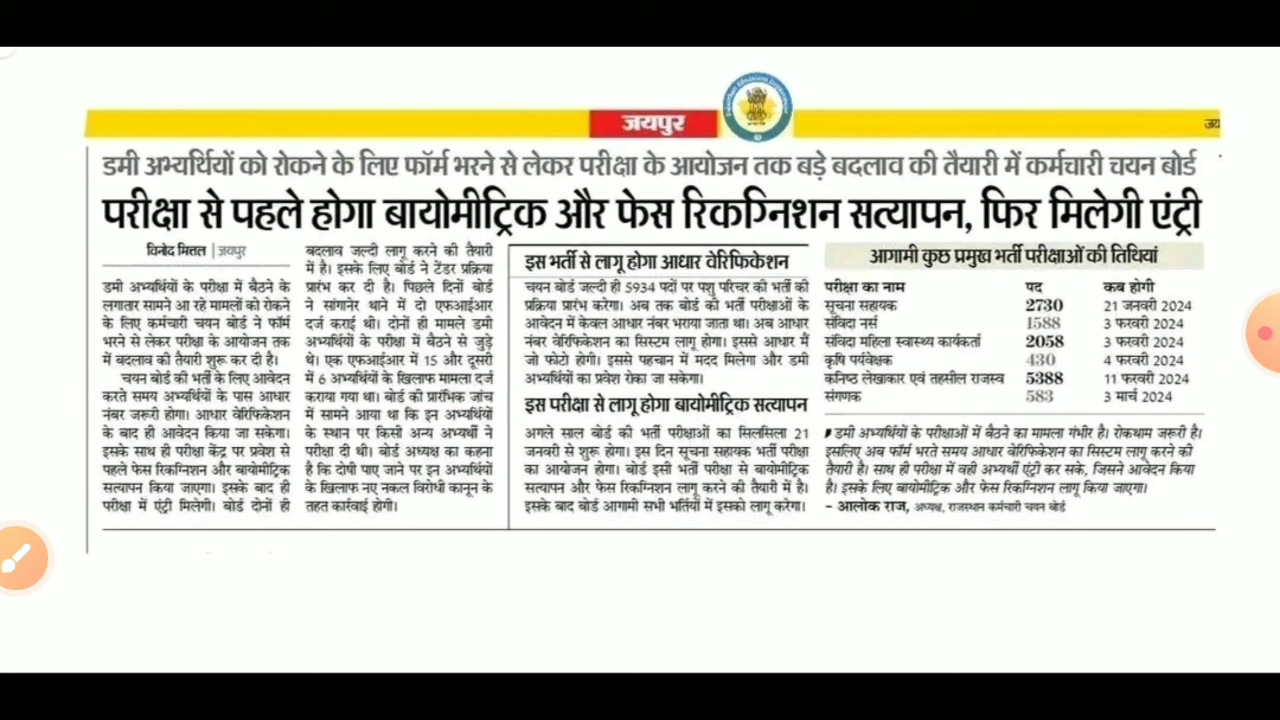 जयपुर
डमी अभ्यर्थियों को रोकने के लिए फॉर्म भरने से लेकर परीक्षा के आयोजन तक बड़े बदलाव की तैयारी में कर्मचारी चयन बोर्ड
परीक्षा से पहले होगा बायोमीट्रिक और फेस रिकग्निशन सत्यापन, फिर मिलेगी एंट्री
विनोद मित्तल | जयपुर
डमी अभ्यर्थियों के परीक्षा में बैठने के
लगातार सामने आ रहे मामलों को रोकने
के लिए कर्मचारी चयन बोर्ड ने फॉर्म
भरने से लेकर परीक्षा के आयोजन तक
में बदलाव की तैयारी शुरू कर दी है।
चयन बोर्ड की भर्ती के लिए आवेदन
करते समय अभ्यर्थियों के पास आधार
नंबर जरूरी होगा। आधार वेरिफिकेशन
के बाद ही आवेदन किया जा सकेगा।
इसके साथ ही परीक्षा केंद्र पर प्रवेश से
पहले फेस रिकग्निशन और बायोमीट्रिक
सत्यापन किया जाएगा। इसके बाद ही
परीक्षा में एंट्री मिलेगी। बोर्ड दोनों ही
बदलाव जल्दी लागू करने की तैयारी
में है। इसके लिए बोर्ड ने टेंडर प्रक्रिया
प्रारंभ कर दी है। पिछले दिनों बोर्ड
ने सांगानेर थाने में दो एफआईआर
दर्ज कराई थी। दोनों ही मामले डमी
अभ्यर्थियों के परीक्षा में बैठने से जुड़े
थे। एक एफआईआर में 15 और दूसरी
में 6 अभ्यर्थियों के खिलाफ मामला दर्ज
कराया गया था। बोर्ड की प्रारंभिक जांच
में सामने आया था कि इन अभ्यर्थियों
के स्थान पर किसी अन्य अभ्यर्थी ने
परीक्षा दी थी। बोर्ड अध्यक्ष का कहना
है कि दोषी पाए जाने पर इन अभ्यर्थियों
के खिलाफ नए नकल विरोधी कानून के
तहत कार्रवाई होगी।
इस भर्ती से लागू होगा आधार वेरिफिकेशन
चयन बोर्ड जल्दी ही 5934 पदों पर पशु परिचर की भर्ती की
प्रक्रिया प्रारंभ करेगा। अब तक बोर्ड की भर्ती परीक्षाओं के
आवेदन में केवल आधार नंबर भराया जाता था। अब आधार
नंबर वेरिफिकेशन का सिस्टम लागू होगा। इससे आधार में
जो फोटो होगी। इससे पहचान में मदद मिलेगा और डमी
अभ्यर्थियों का प्रवेश रोका जा सकेगा।
इस परीक्षा से लागू होगा बायोमीट्रिक सत्यापन
अगले साल बोर्ड की भर्ती परीक्षाओं का सिलसिला 21
जनवरी से शुरू होगा। इस दिन सूचना सहायक भर्ती परीक्षा
का आयोजन होगा। बोर्ड इसी भर्ती परीक्षा से बायोमीट्रिक
सत्यापन और फेस रिकग्निशन लागू करने की तैयारी में है।
इसके बाद बोर्ड आगामी सभी भर्तियों में इसको लागू करेगा।
आगामी कुछ प्रमुख भर्ती परीक्षाओं की तिथियां
परीक्षा का नाम पद कब होगी
सूचना सहायक 2730 21 जनवरी 2024
संविदा नर्स 1588 3 फरवरी 2024
संविदा महिला स्वास्थ्य कार्यकर्ता 2058 3 फरवरी 2024
कृषि पर्यवेक्षक 430 4 फरवरी 2024
कनिष्ठ लेखाकार एवं तहसील राजस्व 5388 11 फरवरी 2024
संगणक 583 3 मार्च 2024
डमी अभ्यर्थियों के परीक्षाओं में बैठने का मामला गंभीर है। रोकथाम जरूरी है।
इसलिए अब फॉर्म भरते समय आधार वेरिफिकेशन का सिस्टम लागू करने की
तैयारी है। साथ ही परीक्षा में वही अभ्यर्थी एंट्री कर सके, जिसने आवेदन किया
है। इसके लिए बायोमीट्रिक और फेस रिकग्निशन लागू किया जाएगा।
- आलोक राज, अध्यक्ष, राजस्थान कर्मचारी चयन बोर्ड